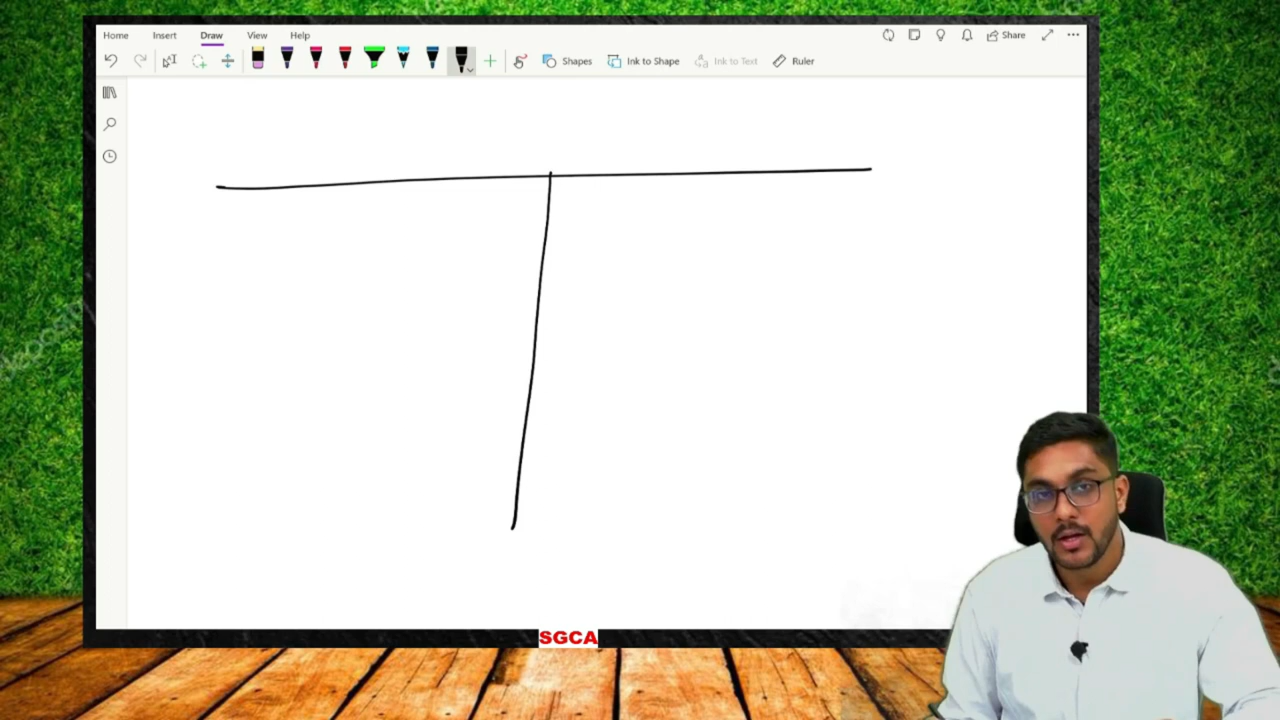 Home Insert Draw View Help Share
Shapes Ink to Shape Ink to Text Ruler
SGCA